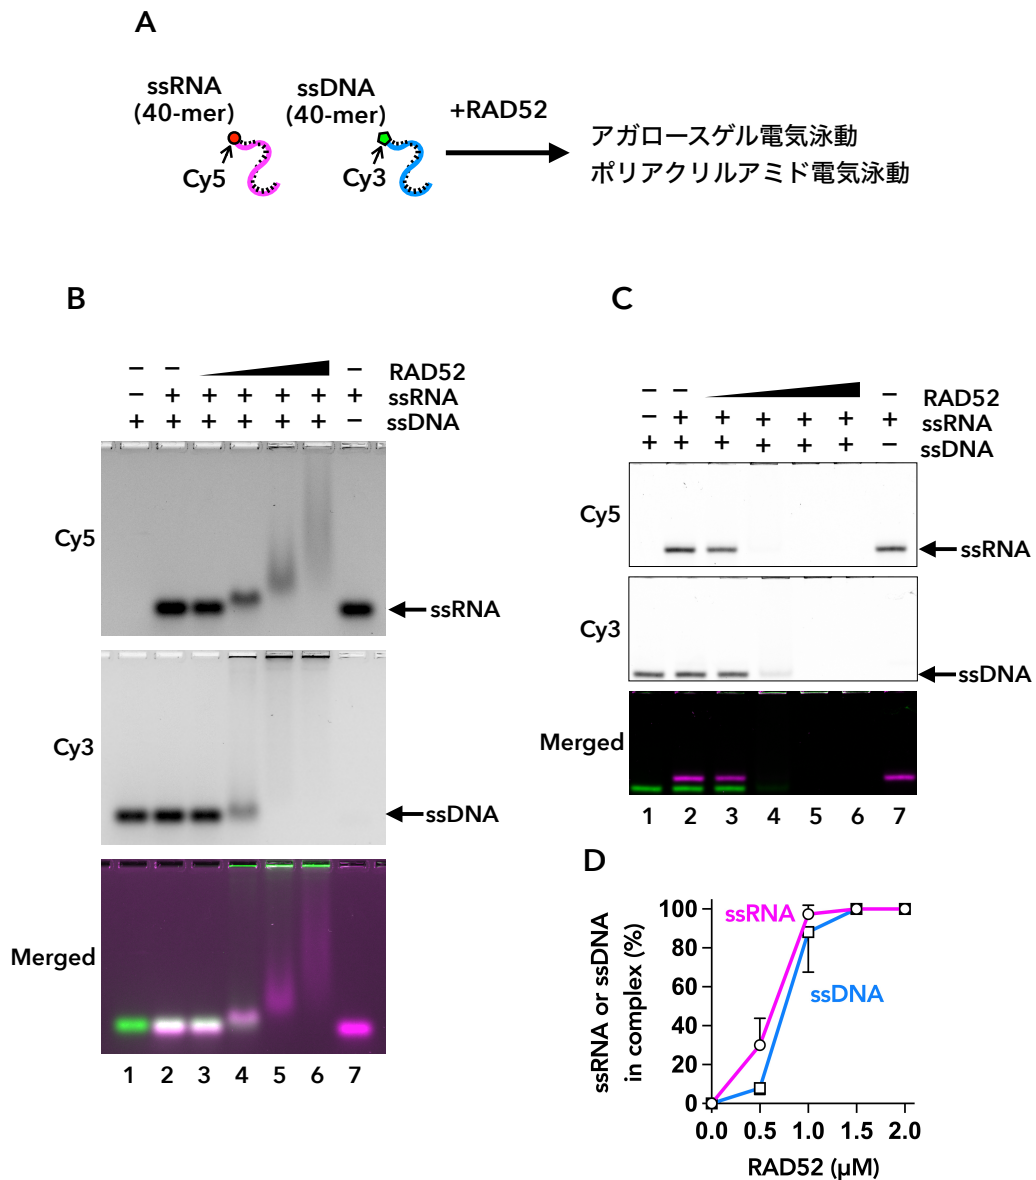 A
ssRNA
(40-mer)
ssDNA
(40-mer)
+RAD52
Cy5
Cy3
アガロースゲル電気泳動
ポリアクリルアミド電気泳動
B
− − − RAD52
− + + + + + + ssRNA
+ + + + + + − ssDNA
Cy5
ssRNA
Cy3
ssDNA
Merged
1 2 3 4 5 6 7
C
− − − RAD52
− + + + + + + ssRNA
+ + + + + + − ssDNA
Cy5
ssRNA
Cy3
ssDNA
Merged
1 2 3 4 5 6 7
D
ssRNA or ssDNA
in complex (%)
100
80
60
40
20
0
ssRNA
ssDNA
0.0 0.5 1.0 1.5 2.0
RAD52 (μM)